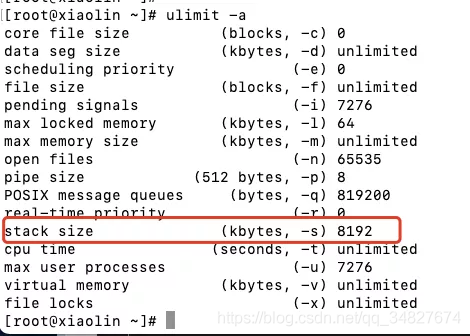 [root@xiaolin ~]# ulimit -a
core file size (blocks, -c) 0
data seg size (kbytes, -d) unlimited
scheduling priority (-e) 0
file size (blocks, -f) unlimited
pending signals (-i) 7276
max locked memory (kbytes, -l) 64
max memory size (kbytes, -m) unlimited
open files (-n) 65535
pipe size (512 bytes, -p) 8
POSIX message queues (bytes, -q) 819200
real-time priority (-r) 0
stack size (kbytes, -s) 8192
cpu time (seconds, -t) unlimited
max user processes (-u) 7276
virtual memory (kbytes, -v) unlimited
file locks (-x) unlimited
[root@xiaolin ~]#
https://blog.csdn.net/qq_34827674